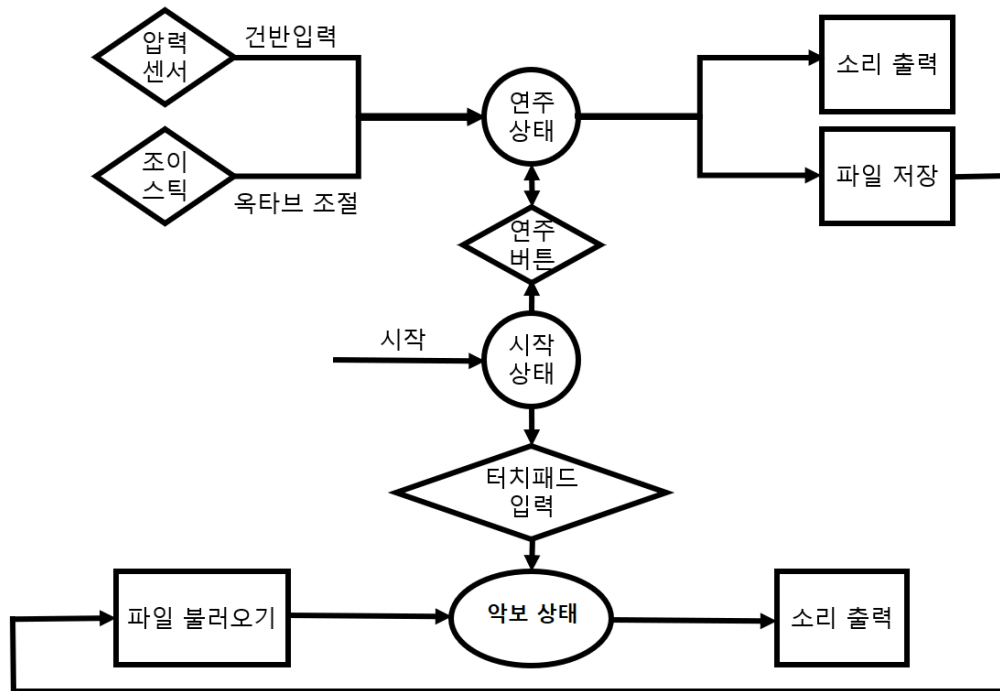 압력
센서
건반입력
조이
스틱
옥타브 조절
연주
상태
소리 출력
파일 저장
연주
버튼
시작
시작
상태
터치패드
입력
파일 불러오기
악보 상태
소리 출력